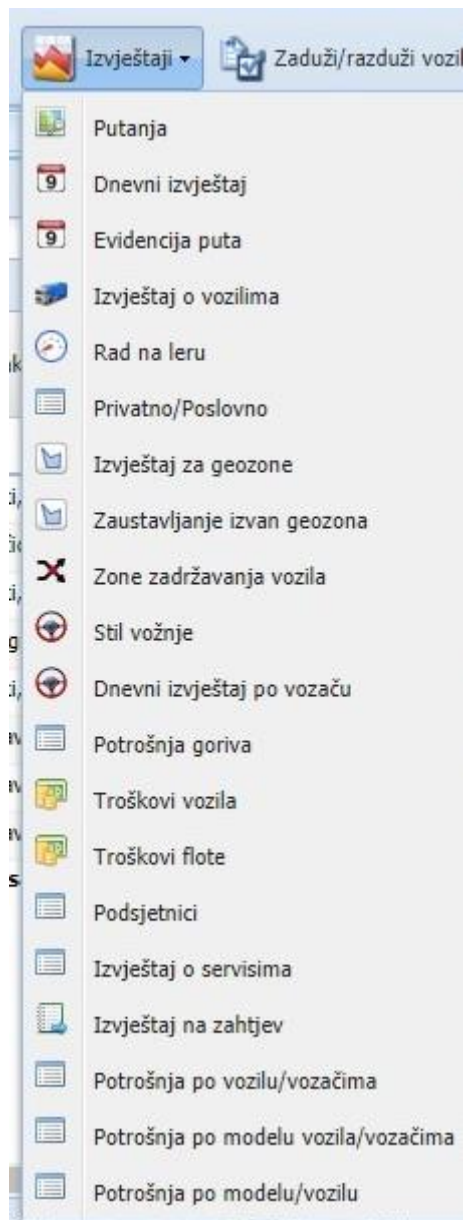 Izvještaji
Zaduži/razduži
Putanja
9 Dnevni izvještaj
9 Evidencija puta
Izvještaj o vozilima
Rad na leru
Privatno/Poslovno
Izvještaj za geozone
Zaustavljanje izvan geozona
Zone zadržavanja vozila
Stil vožnje
Dnevni izvještaj po vozaču
Potrošnja goriva
Troškovi vozila
Troškovi flote
Podsjetnici
Izvještaj o servisima
Izvještaj na zahtjev
Potrošnja po vozilu/vozačima
Potrošnja po modelu vozila/vozačima
Potrošnja po modelu/vozilu